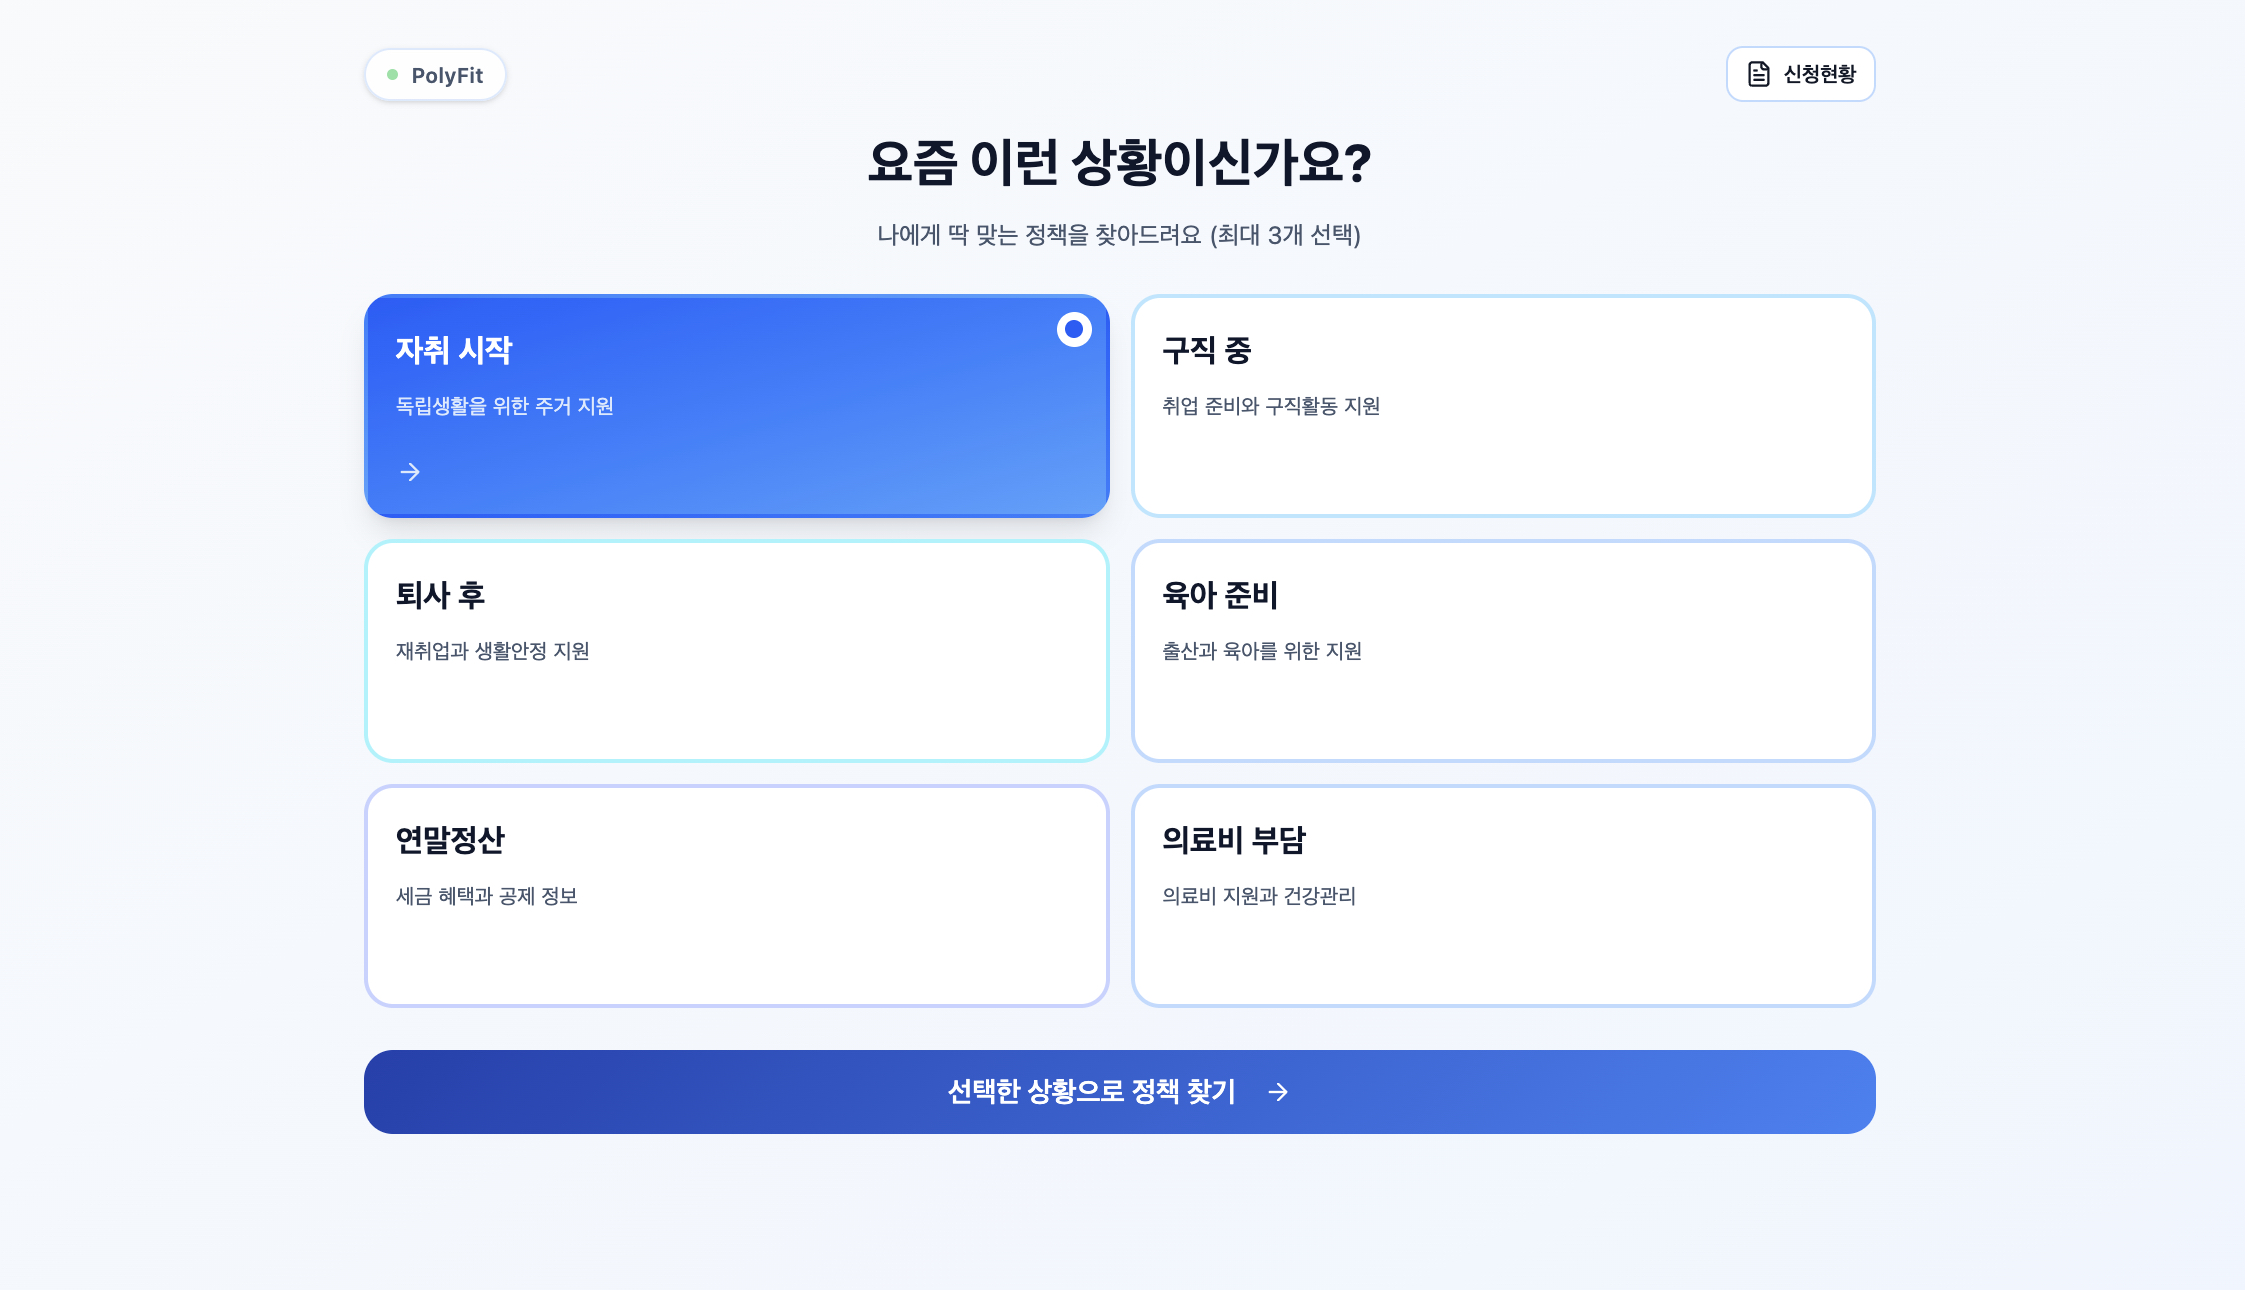 PolyFit
신청현황
요즘 이런 상황이신가요?
나에게 딱 맞는 정책을 찾아드려요 (최대 3개 선택)
자취 시작
독립생활을 위한 주거 지원
구직 중
취업 준비와 구직활동 지원
퇴사 후
재취업과 생활안정 지원
육아 준비
출산과 육아를 위한 지원
연말정산
세금 혜택과 공제 정보
의료비 부담
의료비 지원과 건강관리
선택한 상황으로 정책 찾기